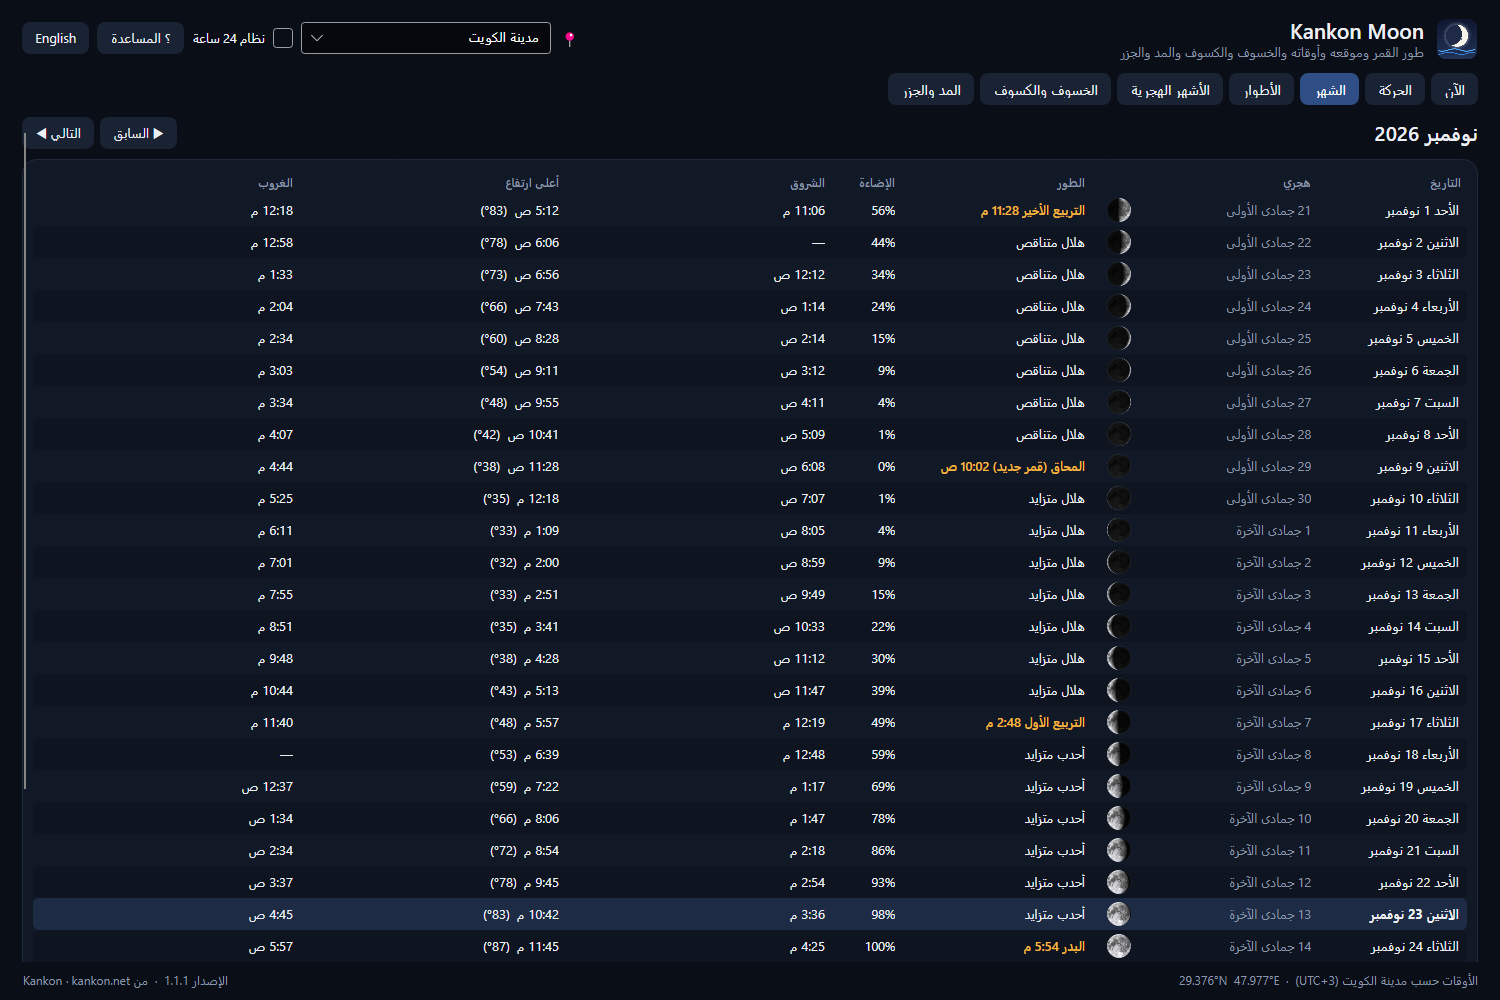 Kankon Moon
طور القمر وموقعه وأوقاته والخسوف والكسوف والمد والجزر
مدينة الكويت
نظام 24 ساعة
؟ المساعدة
English
الآن
الحركة
الشهر
الأطوار
الأشهر الهجرية
الخسوف والكسوف
المد والجزر
نوفمبر 2026
▶ السابق
التالي ◀
التاريخ هجري الطور الإضاءة الشروق أعلى ارتفاع الغروب
الأحد 1 نوفمبر 21 جمادى الأولى التربيع الأخير 11:28 م 56% 11:06 م 5:12 ص (83°) 12:18 م
الاثنين 2 نوفمبر 22 جمادى الأولى هلال متناقص 44% — 6:06 ص (78°) 12:58 م
الثلاثاء 3 نوفمبر 23 جمادى الأولى هلال متناقص 34% 12:12 ص 6:56 ص (73°) 1:33 م
الأربعاء 4 نوفمبر 24 جمادى الأولى هلال متناقص 24% 1:14 ص 7:43 ص (66°) 2:04 م
الخميس 5 نوفمبر 25 جمادى الأولى هلال متناقص 15% 2:14 ص 8:28 ص (60°) 2:34 م
الجمعة 6 نوفمبر 26 جمادى الأولى هلال متناقص 9% 3:12 ص 9:11 ص (54°) 3:03 م
السبت 7 نوفمبر 27 جمادى الأولى هلال متناقص 4% 4:11 ص 9:55 ص (48°) 3:34 م
الأحد 8 نوفمبر 28 جمادى الأولى هلال متناقص 1% 5:09 ص 10:41 ص (42°) 4:07 م
الاثنين 9 نوفمبر 29 جمادى الأولى المحاق (قمر جديد) 10:02 ص 0% 6:08 ص 11:28 ص (38°) 4:44 م
الثلاثاء 10 نوفمبر 30 جمادى الأولى هلال متزايد 1% 7:07 ص 12:18 م (35°) 5:25 م
الأربعاء 11 نوفمبر 1 جمادى الآخرة هلال متزايد 4% 8:05 ص 1:09 م (33°) 6:11 م
الخميس 12 نوفمبر 2 جمادى الآخرة هلال متزايد 9% 8:59 ص 2:00 م (32°) 7:01 م
الجمعة 13 نوفمبر 3 جمادى الآخرة هلال متزايد 15% 9:49 ص 2:51 م (33°) 7:55 م
السبت 14 نوفمبر 4 جمادى الآخرة هلال متزايد 22% 10:33 ص 3:41 م (35°) 8:51 م
الأحد 15 نوفمبر 5 جمادى الآخرة هلال متزايد 30% 11:12 ص 4:28 م (38°) 9:48 م
الاثنين 16 نوفمبر 6 جمادى الآخرة هلال متزايد 39% 11:47 ص 5:13 م (43°) 10:44 م
الثلاثاء 17 نوفمبر 7 جمادى الآخرة التربيع الأول 2:48 م 49% 12:19 م 5:57 م (48°) 11:40 م
الأربعاء 18 نوفمبر 8 جمادى الآخرة أحدب متزايد 59% 12:48 م 6:39 م (53°) —
الخميس 19 نوفمبر 9 جمادى الآخرة أحدب متزايد 69% 1:17 م 7:22 م (59°) 12:37 ص
الجمعة 20 نوفمبر 10 جمادى الآخرة أحدب متزايد 78% 1:47 م 8:06 م (66°) 1:34 ص
السبت 21 نوفمبر 11 جمادى الآخرة أحدب متزايد 86% 2:18 م 8:54 م (72°) 2:34 ص
الأحد 22 نوفمبر 12 جمادى الآخرة أحدب متزايد 93% 2:54 م 9:45 م (78°) 3:37 ص
الاثنين 23 نوفمبر 13 جمادى الآخرة أحدب متزايد 98% 3:36 م 10:42 م (83°) 4:45 ص
الثلاثاء 24 نوفمبر 14 جمادى الآخرة البدر 5:54 م 100% 4:25 م 11:45 م (87°) 5:57 ص
الأوقات حسب مدينة الكويت (UTC+3) · 29.376°N 47.977°E
الإصدار 1.1.1 · من Kankon · kankon.net